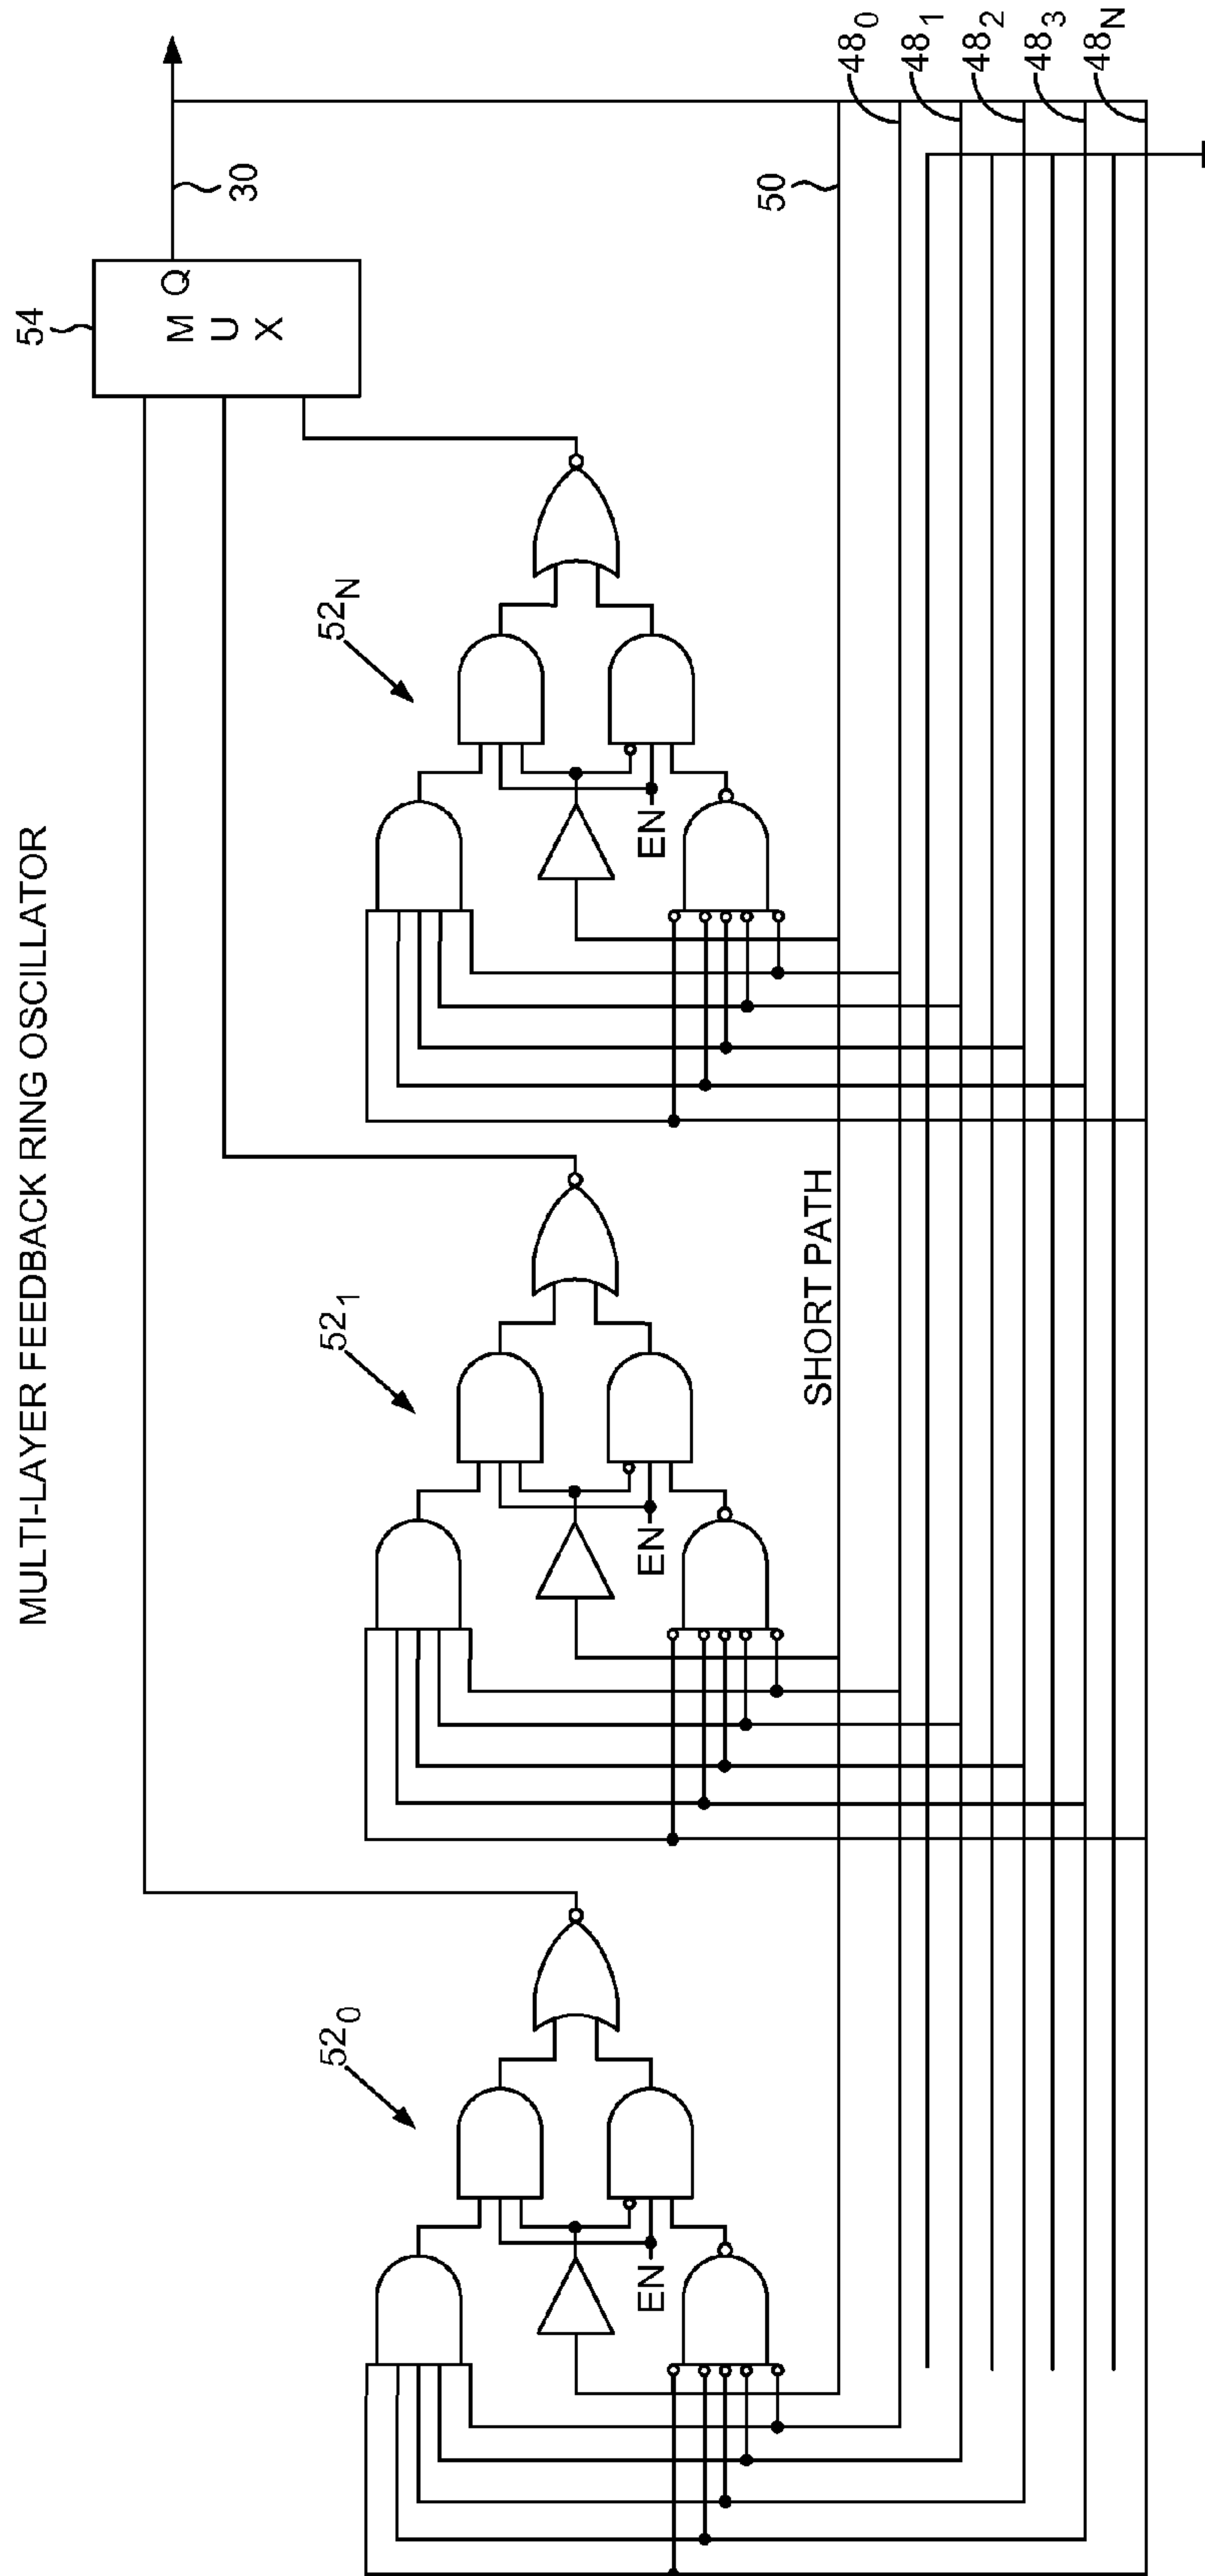 MULTI-LAYER FEEDBACK RING OSCILLATOR
54
M Q
U
X
30
52₀
52₁
52N
EN
EN
EN
SHORT PATH
50
48₀
48₁
48₂
48₃
48N